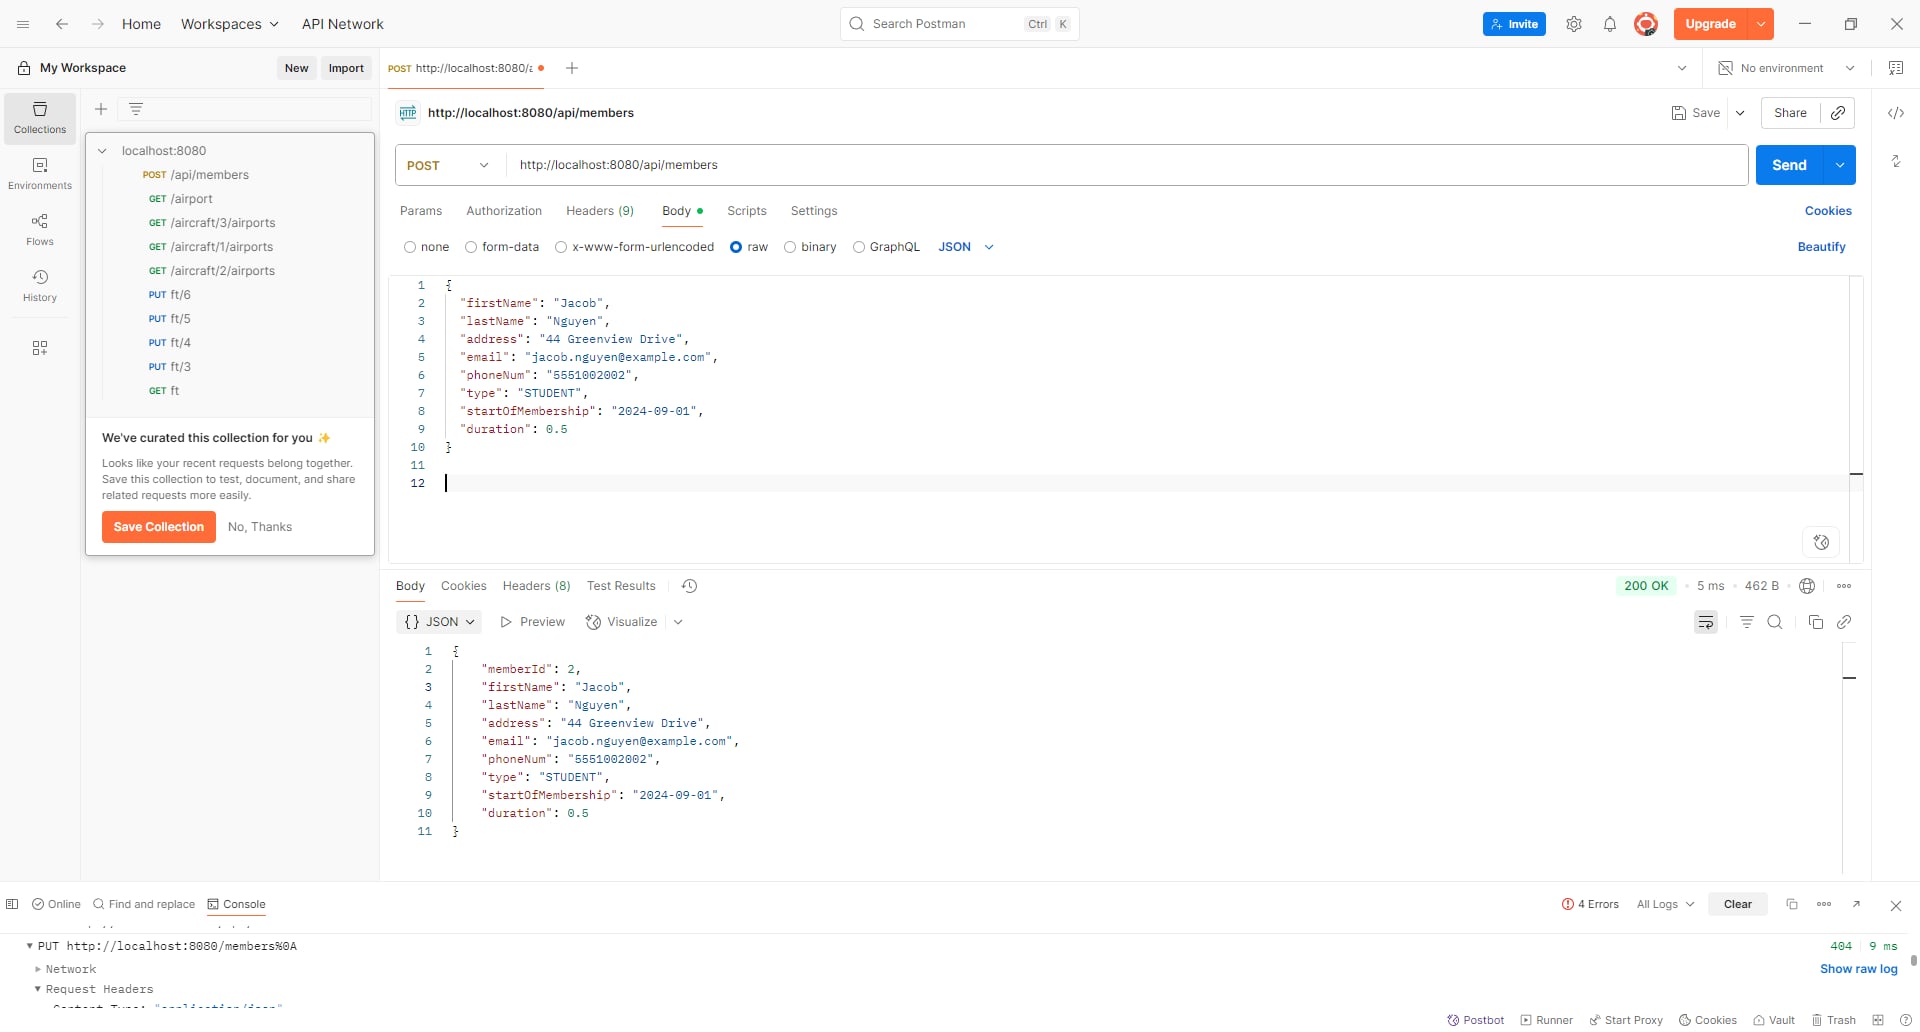 Home Workspaces API Network Search Postman Ctrl K Invite Upgrade
My Workspace New Import POST http://localhost:8080/a No environment
Collections
Environments
Flows
History
localhost:8080
POST /api/members
GET /airport
GET /aircraft/3/airports
GET /aircraft/1/airports
GET /aircraft/2/airports
PUT ft/6
PUT ft/5
PUT ft/4
PUT ft/3
GET ft
We've curated this collection for you ✨
Looks like your recent requests belong together.
Save this collection to test, document, and share
related requests more easily.
Save Collection No, Thanks
HTTP http://localhost:8080/api/members Save Share
POST http://localhost:8080/api/members Send
Params Authorization Headers (9) Body Scripts Settings Cookies
none form-data x-www-form-urlencoded raw binary GraphQL JSON Beautify
1 {
2 "firstName": "Jacob",
3 "lastName": "Nguyen",
4 "address": "44 Greenview Drive",
5 "email": "jacob.nguyen@example.com",
6 "phoneNum": "5551002002",
7 "type": "STUDENT",
8 "startOfMembership": "2024-09-01",
9 "duration": 0.5
10 }
11
12
Body Cookies Headers (8) Test Results 200 OK 5 ms 462 B
{} JSON Preview Visualize
1 {
2 "memberId": 2,
3 "firstName": "Jacob",
4 "lastName": "Nguyen",
5 "address": "44 Greenview Drive",
6 "email": "jacob.nguyen@example.com",
7 "phoneNum": "5551002002",
8 "type": "STUDENT",
9 "startOfMembership": "2024-09-01",
10 "duration": 0.5
11 }
Online Find and replace Console 4 Errors All Logs Clear
PUT http://localhost:8080/members%0A 404 9 ms
Network Show raw log
Request Headers
Content-Type: "application/json"
Postbot Runner Start Proxy Cookies Vault Trash